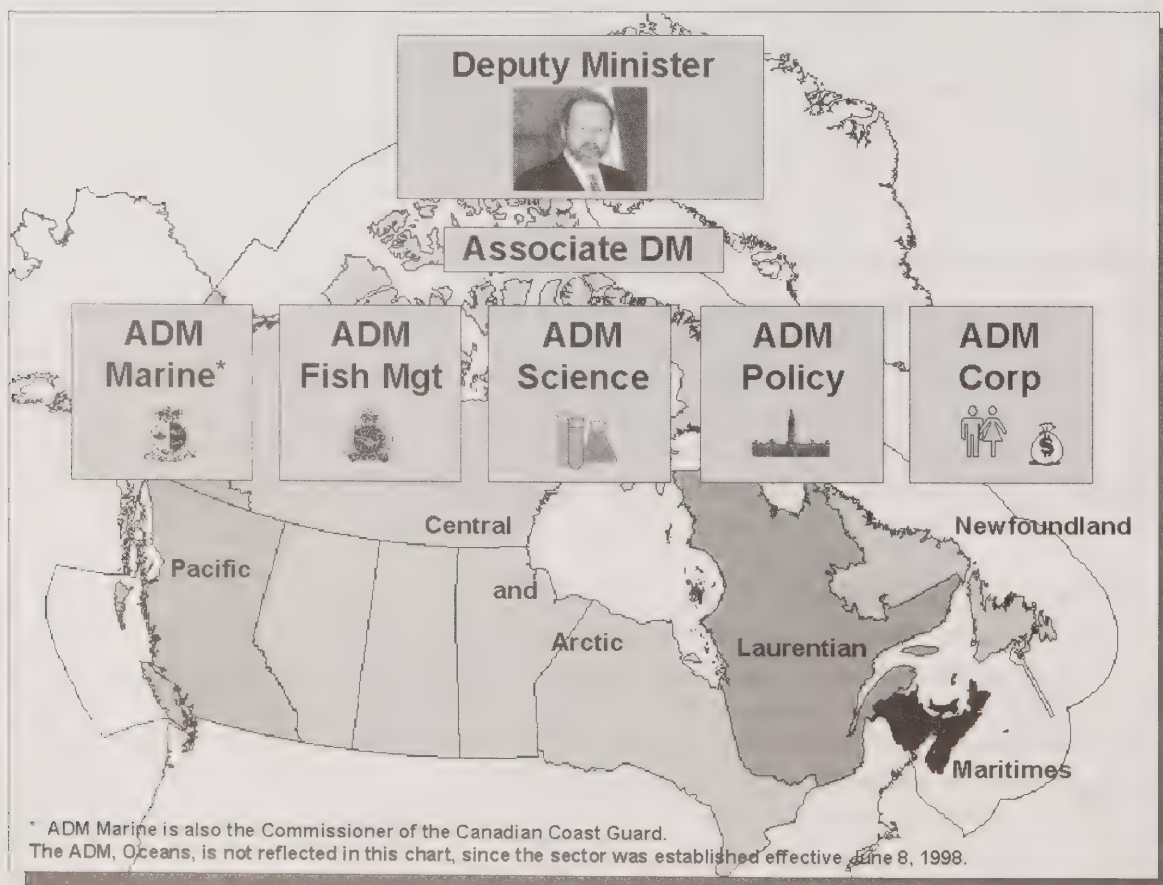 Deputy Minister
Associate DM
ADM
Marine*
ADM
Fish Mgt
ADM
Science
ADM
Policy
ADM
Corp
$
Central
Newfoundland
Pacific
and
Arctic
Laurentian
Maritimes
* ADM Marine is also the Commissioner of the Canadian Coast Guard.
The ADM, Oceans, is not reflected in this chart, since the sector was established effective June 8, 1998.